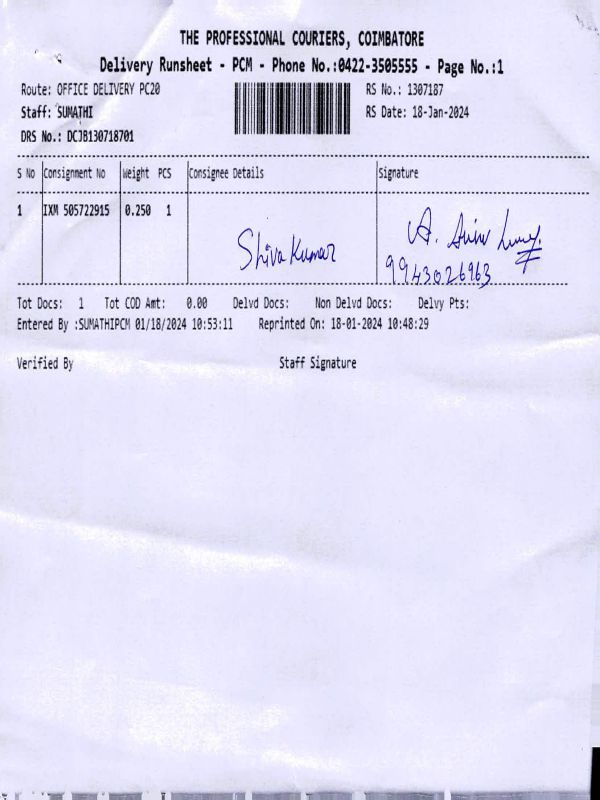 THE PROFESSIONAL COURIERS, COIMBATORE
Delivery Runsheet - PCM - Phone No.:0422-3505555 - Page No.:1
Route: OFFICE DELIVERY PC20 RS No.: 1307187
Staff: SUMATHI RS Date: 18-Jan-2024
DRS No.: DCJB130718701
S No Consignment No Weight PCS Consignee Details Signature
1 IXM 505722915 0.250 1
Shiva Kumar A.
9943026963
Tot Docs: 1 Tot COD Amt: 0.00 Delvd Docs: Non Delvd Docs: Delvy Pts:
Entered By :SUMATHIPCM 01/18/2024 10:53:11 Reprinted On: 18-01-2024 10:48:29
Verified By Staff Signature